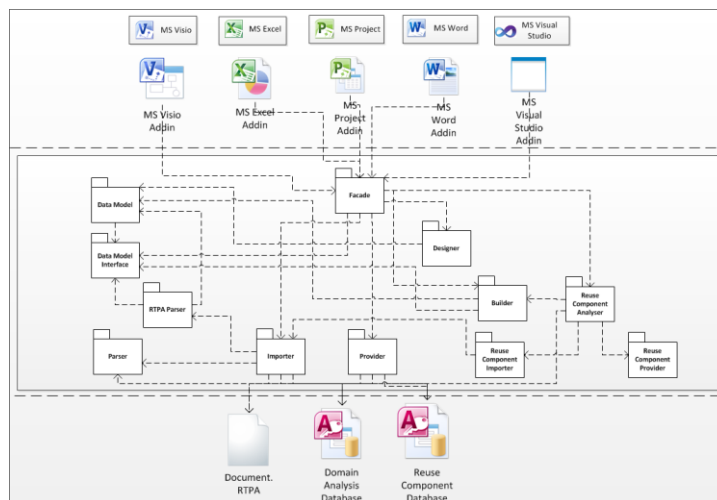 MS Visio
MS Excel
MS Project
MS Word
MS Visual
Studio
MS Visio
Addin
MS Excel
Addin
MS
Project
Addin
MS
Word
Addin
MS
Visual
Studio
Addin
Facade
Data Model
Designer
Data Model
Interface
RTPA Parser
Builder
Reuse
Component
Analyser
Parser
Importer
Provider
Reuse
Component
Importer
Reuse
Component
Provider
Document.
RTPA
Domain
Analysis
Database
Reuse
Component
Database